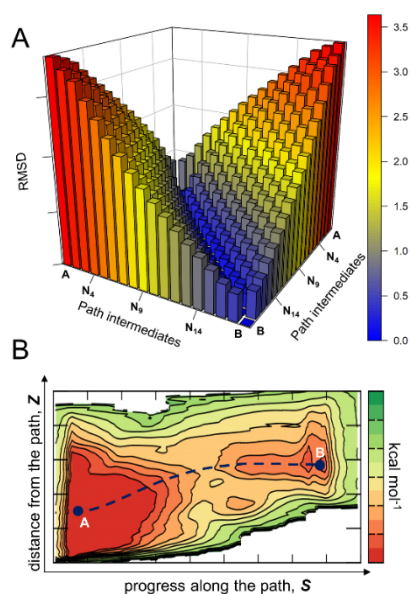 A
RMSD
A
N4
N9
N14
B
Path intermediates
B
N14
N9
N4
A
Path intermediates
3.5
3.0
2.5
2.0
1.5
1.0
0.5
0.0
B
distance from the path, Z
A
B
kcal mol-1
progress along the path, S